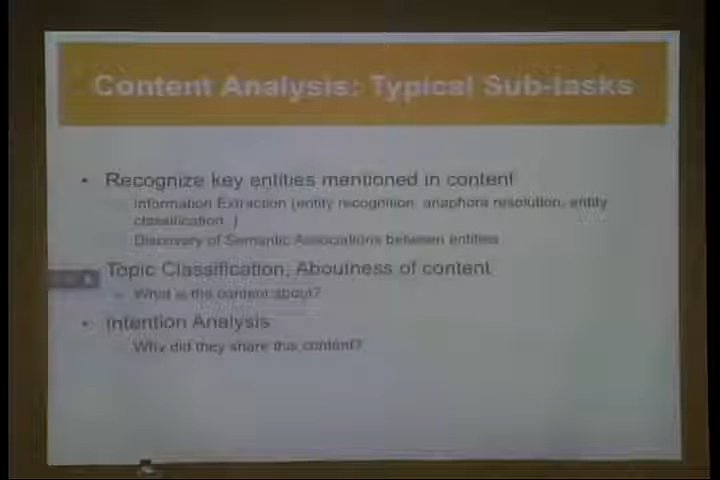 Content Analysis: Typical Sub-tasks
• Recognize key entities mentioned in content
– Information Extraction (entity recognition, anaphora resolution, entity
classification..)
– Discovery of Semantic Associations between entities
Topic Classification, Aboutness of content
– What is the content about?
• Intention Analysis
– Why did they share this content?